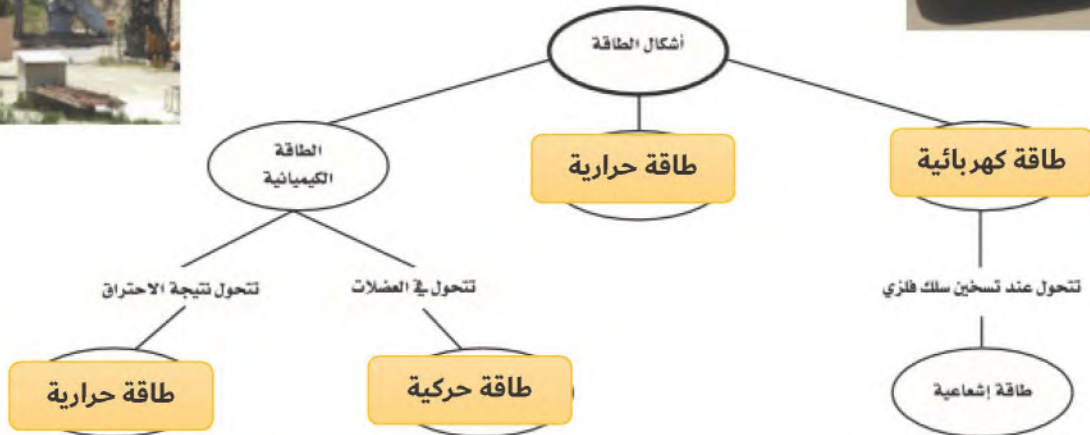 أشكال الطاقة
الطاقة
الكيميائية
طاقة حرارية
طاقة كهربائية
تتحول نتيجة الاحتراق
تتحول في العضلات
تتحول عند تسخين سلك فلزي
طاقة حرارية
طاقة حركية
طاقة إشعاعية